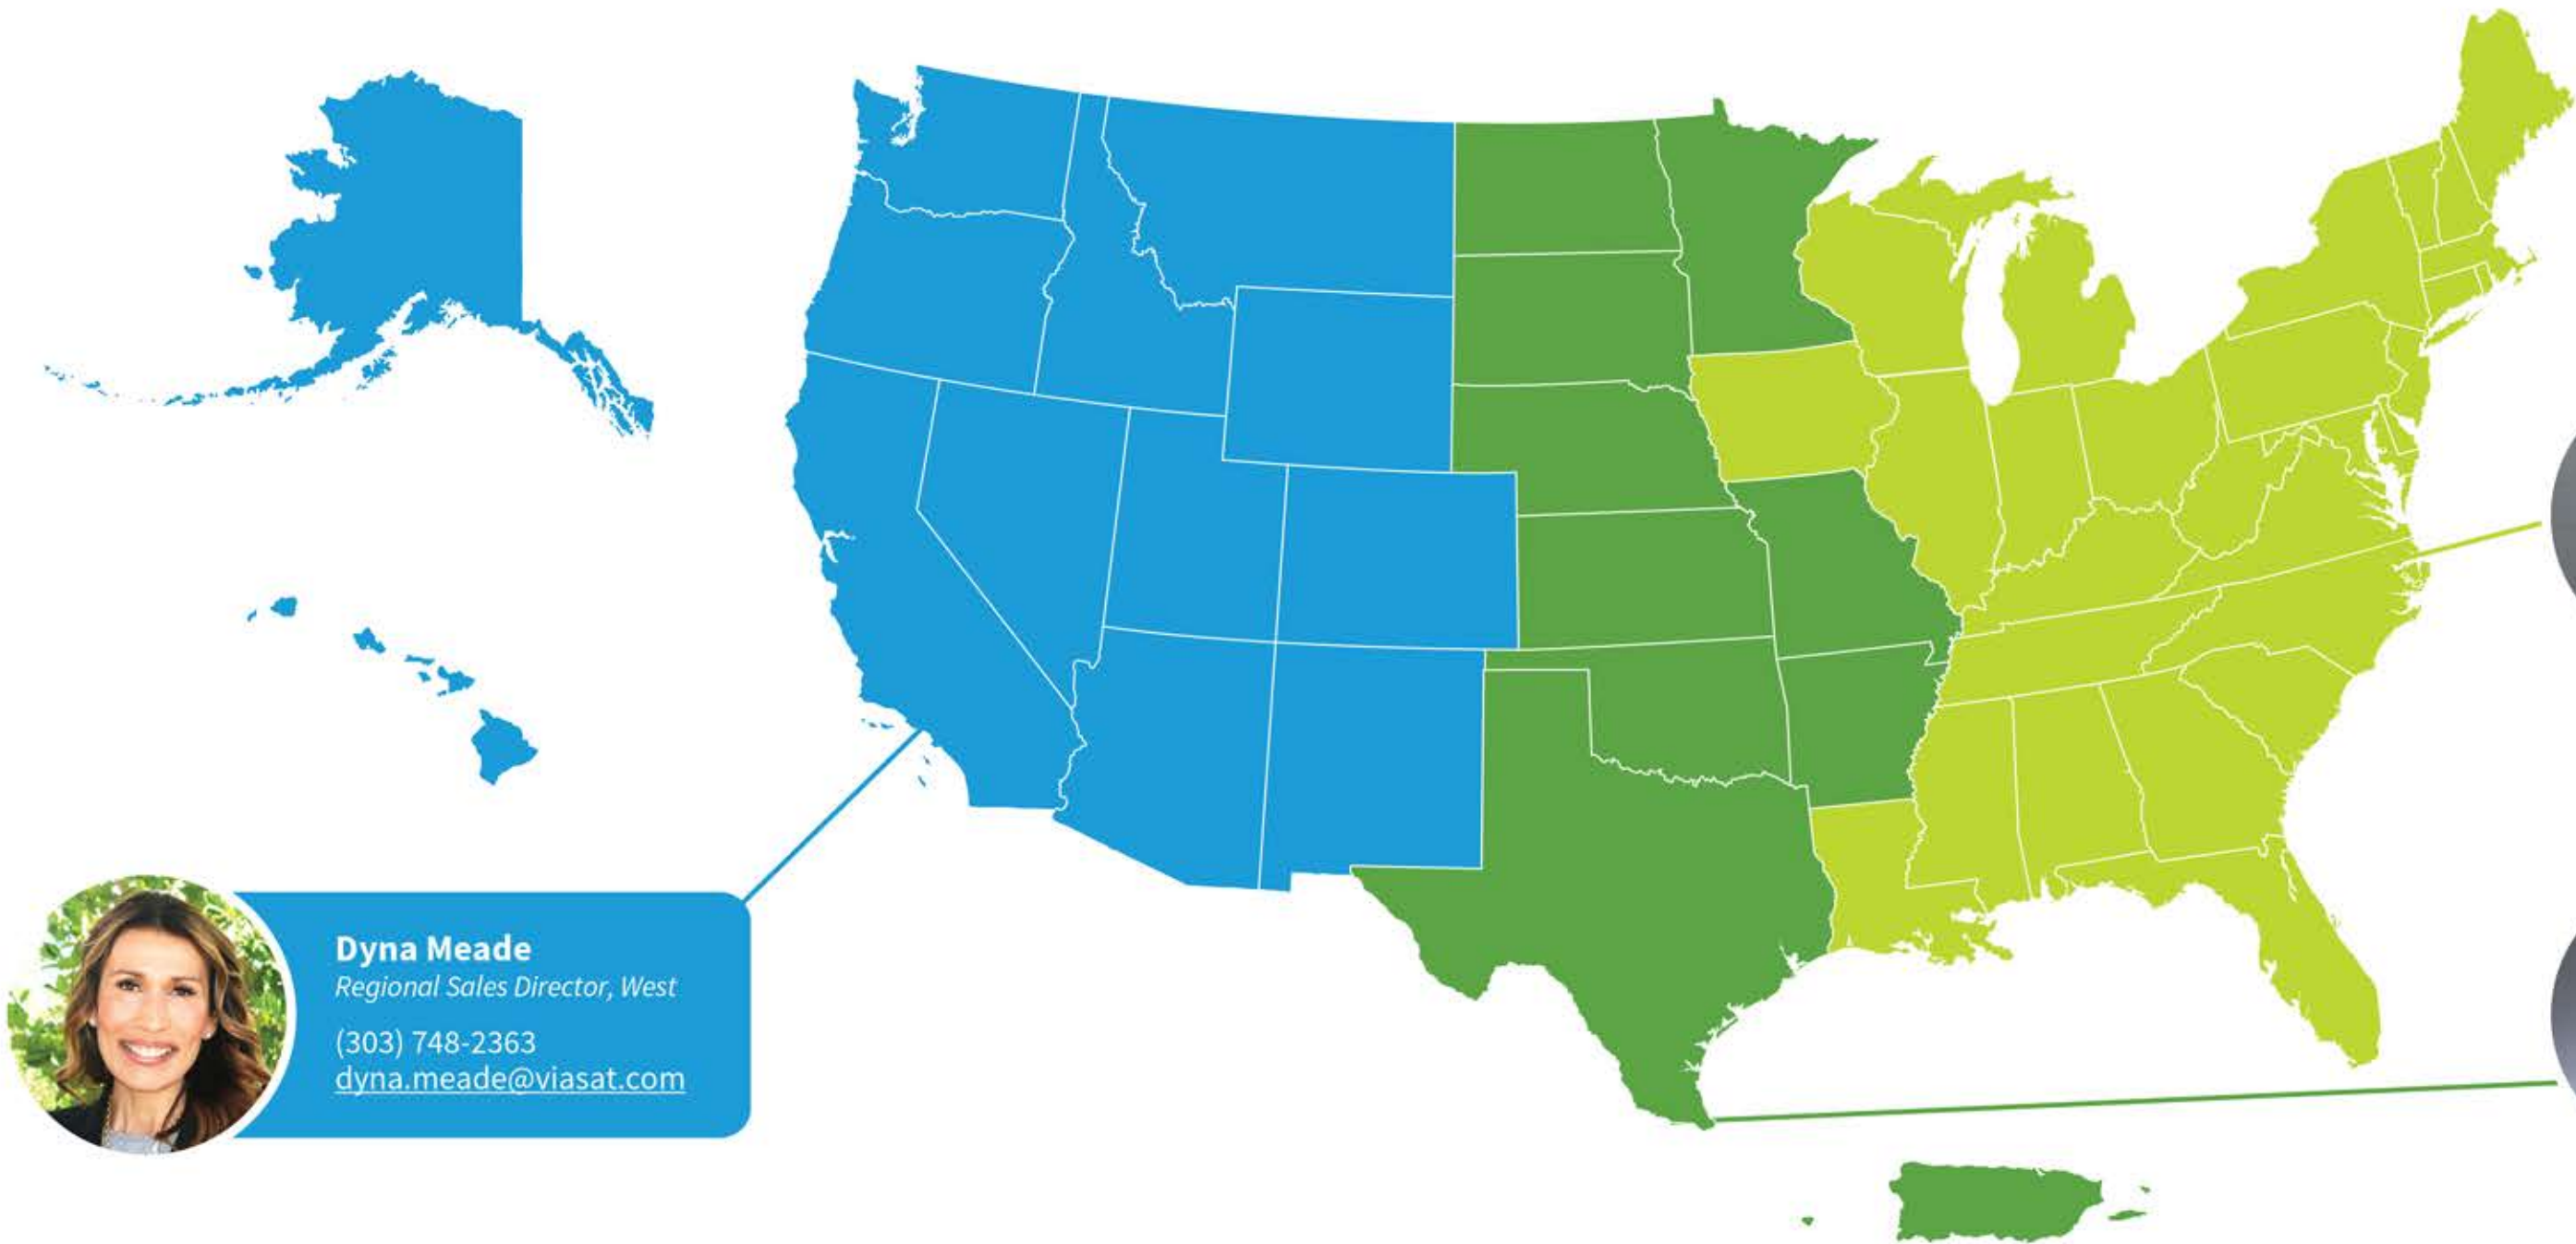 Dyna Meade
Regional Sales Director, West
(303) 748-2363
dyna.meade@viasat.com